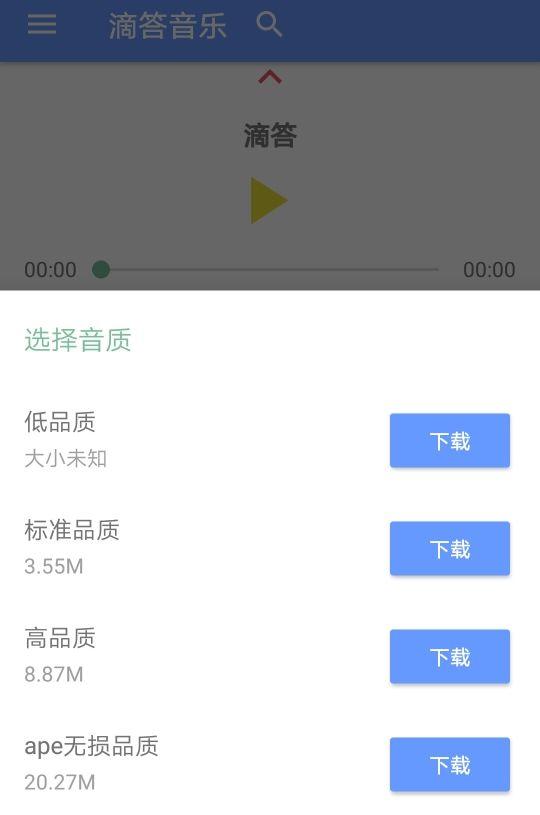 滴答音乐
滴答
00:00 00:00
选择音质
低品质
大小未知
下载
标准品质
3.55M
下载
高品质
8.87M
下载
ape无损品质
20.27M
下载